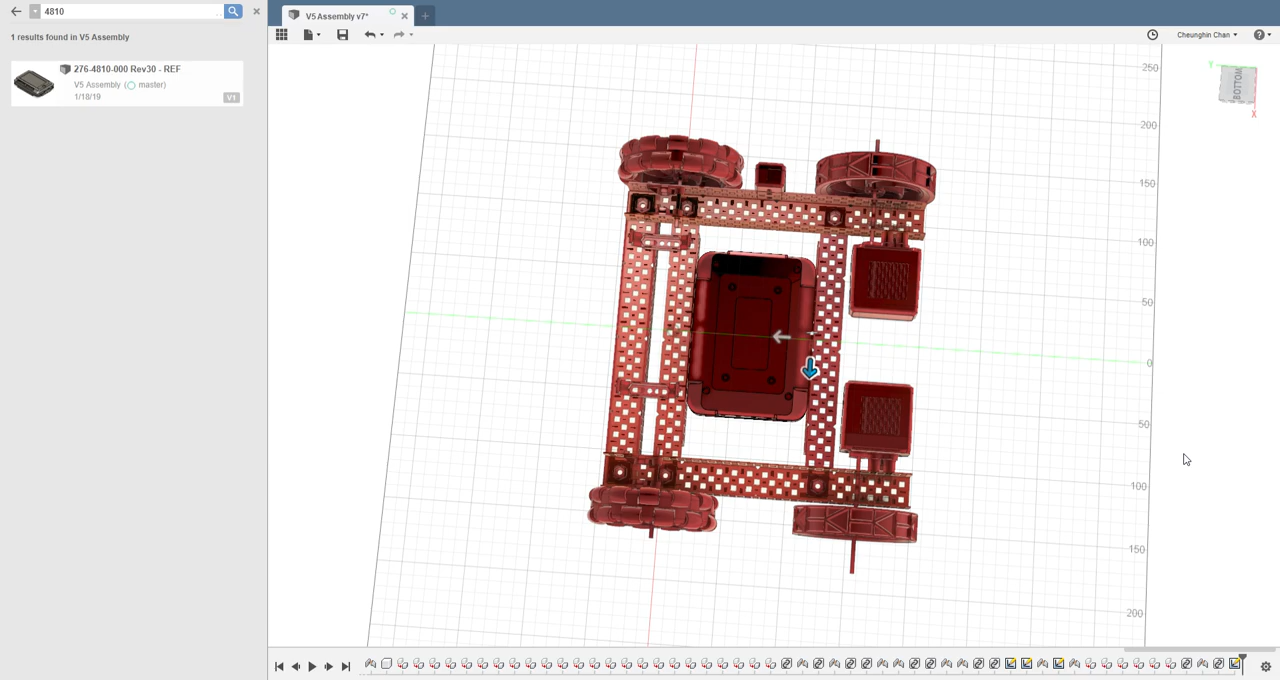 4810
V5 Assembly v7*
1 results found in V5 Assembly
Cheunghin Chan
276-4810-000 Rev30 - REF
V5 Assembly (master)
1/18/19
V1
BOTTOM
Y
X
250
200
150
100
50
0
50
100
150
200